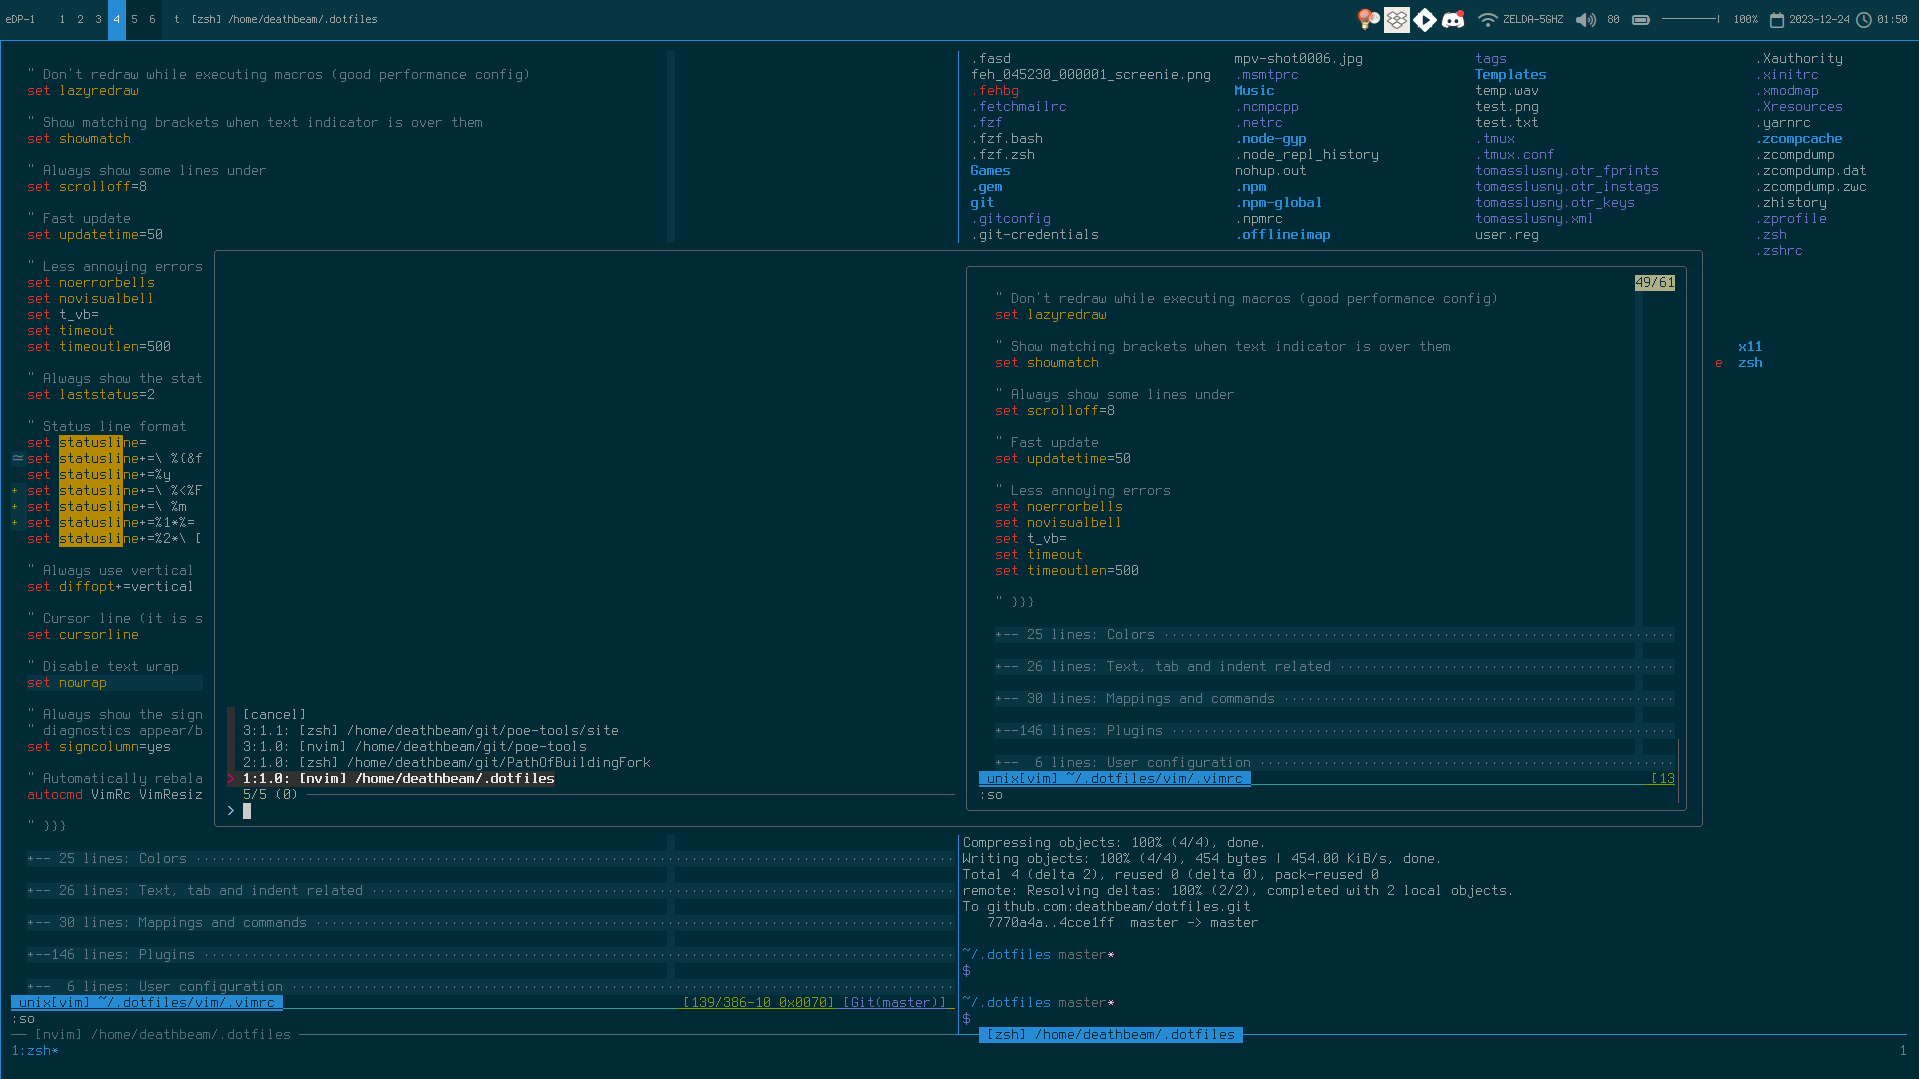 eDP-1 1 2 3 4 5 6 t [zsh] /home/deathbeam/.dotfiles ZELDA-5GHZ 80 100% 2023-12-24 01:50
" Don't redraw while executing macros (good performance config)
set lazyredraw
" Show matching brackets when text indicator is over them
set showmatch
" Always show some lines under
set scrolloff=8
" Fast update
set updatetime=50
" Less annoying errors
set noerrorbells
set novisualbell
set t_vb=
set timeout
set timeoutlen=500
" Always show the stat
set laststatus=2
" Status line format
set statusline=
≃ set statusline+=\ %{&f
set statusline+=%y
+ set statusline+=\ %<%F
+ set statusline+=\ %m
+ set statusline+=%1*%=
set statusline+=%2*\ [
" Always use vertical
set diffopt+=vertical
" Cursor line (it is s
set cursorline
" Disable text wrap
set nowrap
" Always show the sign
" diagnostics appear/b
set signcolumn=yes
" Automatically rebala
autocmd VimRc VimResiz
" }}}
+-- 25 lines: Colors
+-- 26 lines: Text, tab and indent related
+-- 30 lines: Mappings and commands
+--146 lines: Plugins
+--  6 lines: User configuration
unix[vim] ~/.dotfiles/vim/.vimrc [139/386-10 0x0070] [Git(master)]
:so
[nvim] /home/deathbeam/.dotfiles
1:zsh*
.fasd mpv-shot0006.jpg tags .Xauthority
feh_045230_000001_screenie.png .msmtprc Templates .xinitrc
.fehbg Music temp.wav .xmodmap
.fetchmailrc .ncmpcpp test.png .Xresources
.fzf .netrc test.txt .yarnrc
.fzf.bash .node-gyp .tmux .zcompcache
.fzf.zsh .node_repl_history .tmux.conf .zcompdump
Games nohup.out tomasslusny.otr_fprints .zcompdump.dat
.gem .npm tomasslusny.otr_instags .zcompdump.zwc
git .npm-global tomasslusny.otr_keys .zhistory
.gitconfig .npmrc tomasslusny.xml .zprofile
.git-credentials .offlineimap user.reg .zsh
.zshrc
x11
e zsh
[cancel]
3:1.1: [zsh] /home/deathbeam/git/poe-tools/site
3:1.0: [nvim] /home/deathbeam/git/poe-tools
2:1.0: [zsh] /home/deathbeam/git/PathOfBuildingFork
> 1:1.0: [nvim] /home/deathbeam/.dotfiles
5/5 (0)
>
49/61
" Don't redraw while executing macros (good performance config)
set lazyredraw
" Show matching brackets when text indicator is over them
set showmatch
" Always show some lines under
set scrolloff=8
" Fast update
set updatetime=50
" Less annoying errors
set noerrorbells
set novisualbell
set t_vb=
set timeout
set timeoutlen=500
" }}}
+-- 25 lines: Colors
+-- 26 lines: Text, tab and indent related
+-- 30 lines: Mappings and commands
+--146 lines: Plugins
+--  6 lines: User configuration
unix[vim] ~/.dotfiles/vim/.vimrc [13
:so
Compressing objects: 100% (4/4), done.
Writing objects: 100% (4/4), 454 bytes | 454.00 KiB/s, done.
Total 4 (delta 2), reused 0 (delta 0), pack-reused 0
remote: Resolving deltas: 100% (2/2), completed with 2 local objects.
To github.com:deathbeam/dotfiles.git
7770a4a..4cce1ff  master -> master
~/.dotfiles master*
$
~/.dotfiles master*
$
[zsh] /home/deathbeam/.dotfiles
1